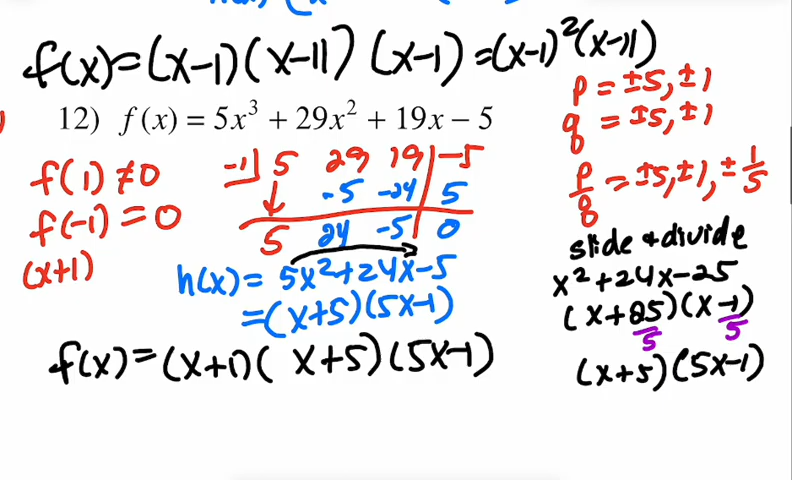 f(x)=(x-1)(x-11)(x-1)=(x-1)²(x-11)
12) f(x) = 5x³ + 29x² + 19x − 5
p = ±5, ±1
q = ±5, ±1
p/q = ±5, ±1, ±1/5
f(1) ≠ 0
f(-1) = 0
(x+1)
-1| 5 29 19 | -5
↓ -5 -24 | 5
5 24 -5 | 0
h(x) = 5x²+24x-5
=(x+5)(5x-1)
slide + divide
x²+24x-25
(x+25/5)(x-1/5)
(x+5)(5x-1)
f(x)=(x+1)(x+5)(5x-1)